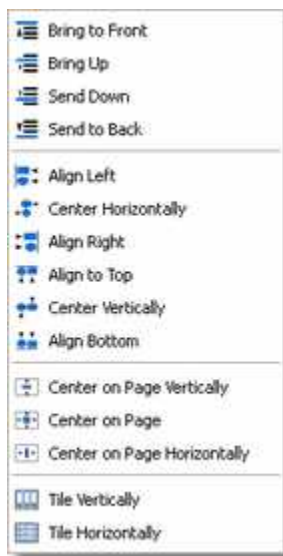 Bring to Front
Bring Up
Send Down
Send to Back
Align Left
Center Horizontally
Align Right
Align to Top
Center Vertically
Align Bottom
Center on Page Vertically
Center on Page
Center on Page Horizontally
Tile Vertically
Tile Horizontally